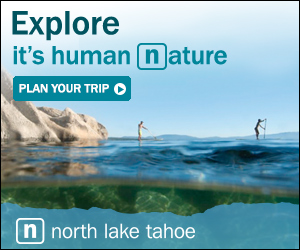 Explore
it's human nature
PLAN YOUR TRIP
n north lake tahoe